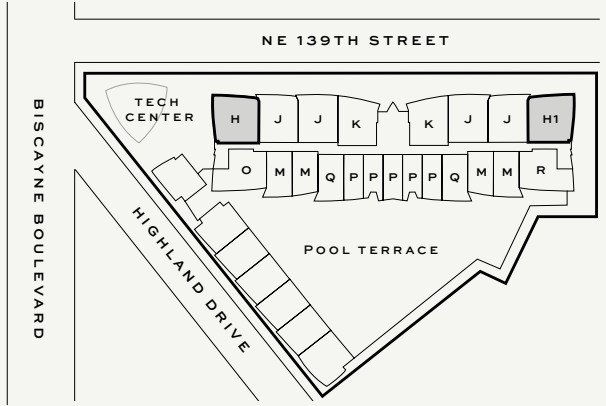 NE 139TH STREET
BISCAYNE BOULEVARD
TECH
CENTER
H J J K K J J H1
O M M Q P P P P P Q M M R
HIGHLAND DRIVE
POOL TERRACE